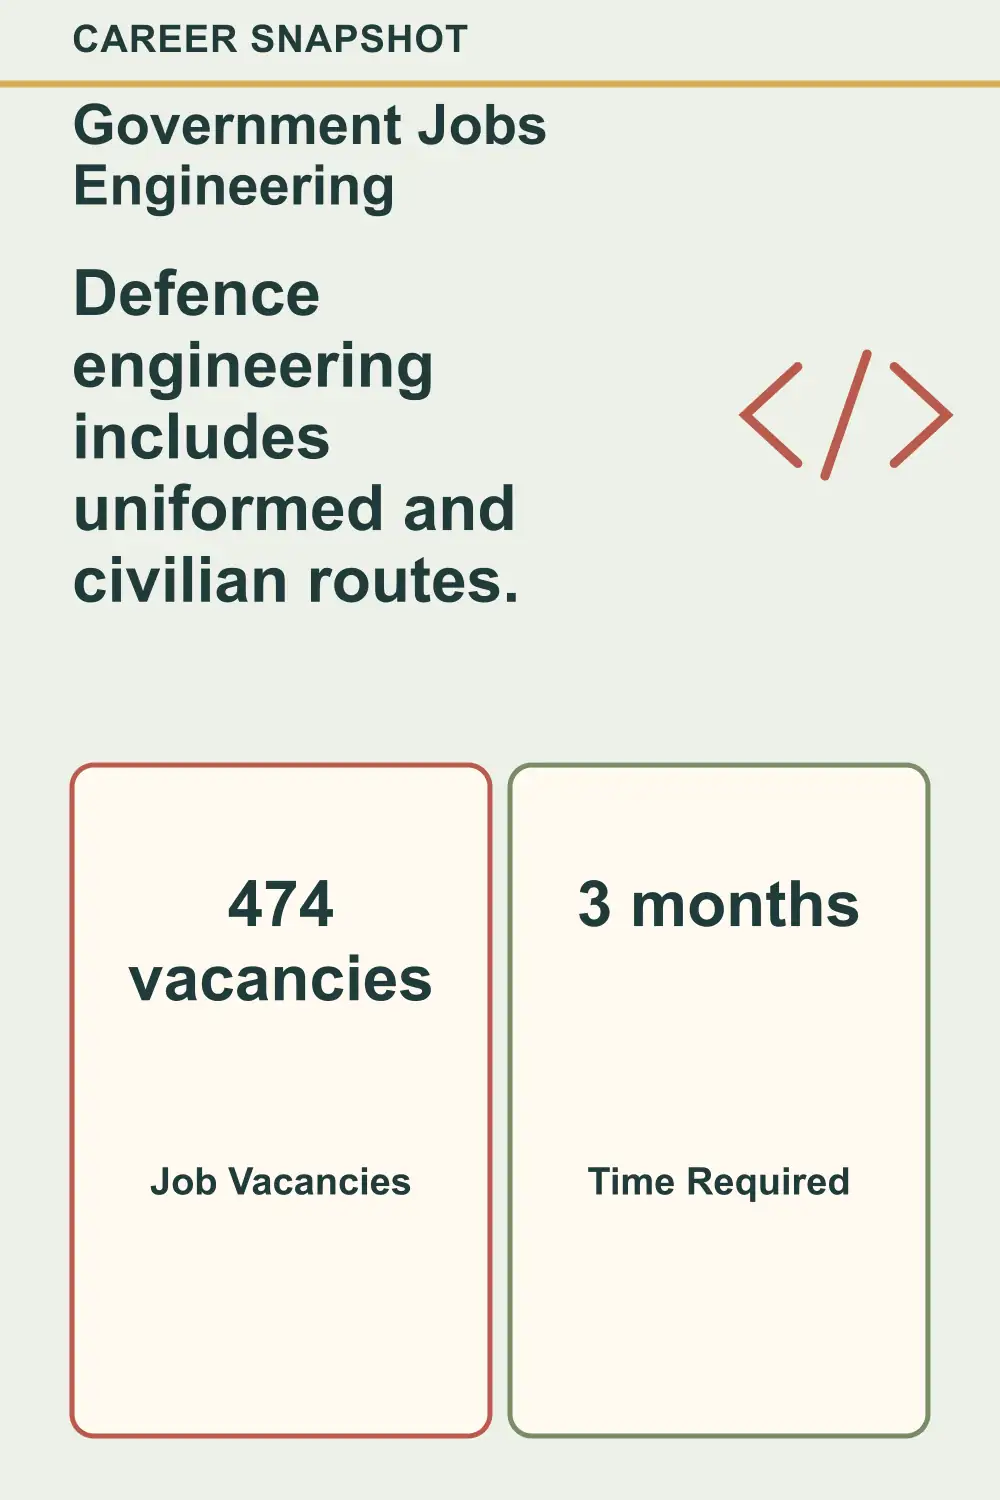 CAREER SNAPSHOT
Government Jobs
Engineering
Defence
engineering
includes
uniformed and
civilian routes.
474
vacancies
Job Vacancies
3 months
Time Required